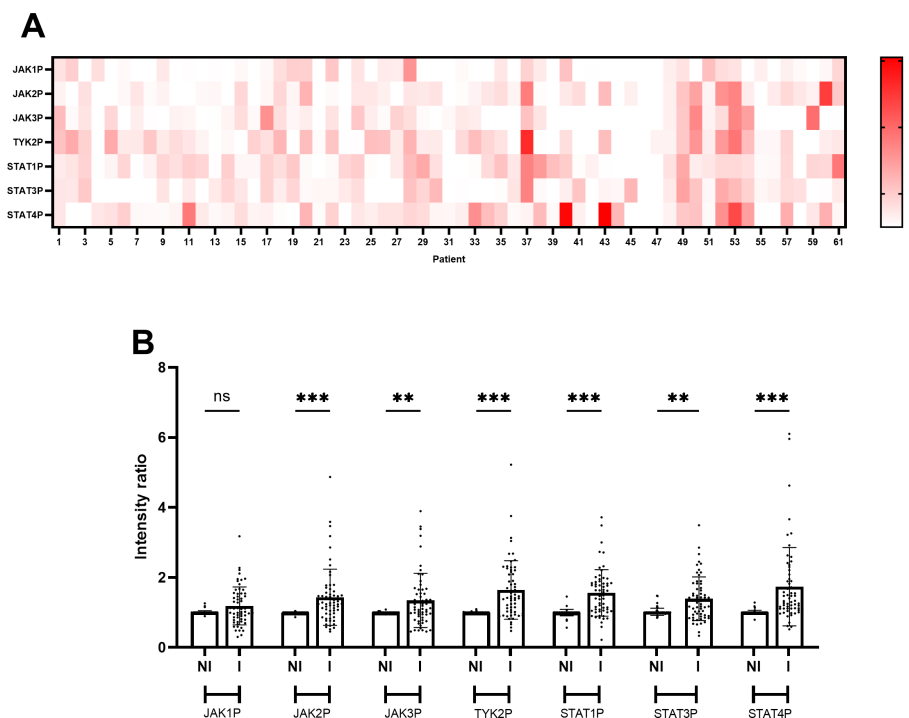 A
JAK1P
JAK2P
JAK3P
TYK2P
STAT1P
STAT3P
STAT4P
1 3 5 7 9 11 13 15 17 19 21 23 25 27 29 31 33 35 37 39 41 43 45 47 49 51 53 55 57 59 61
Patient
B
8
6
4
2
0
Intensity ratio
ns *** ** *** *** ** ***
NI I NI I NI I NI I NI I NI I NI I
JAK1P JAK2P JAK3P TYK2P STAT1P STAT3P STAT4P